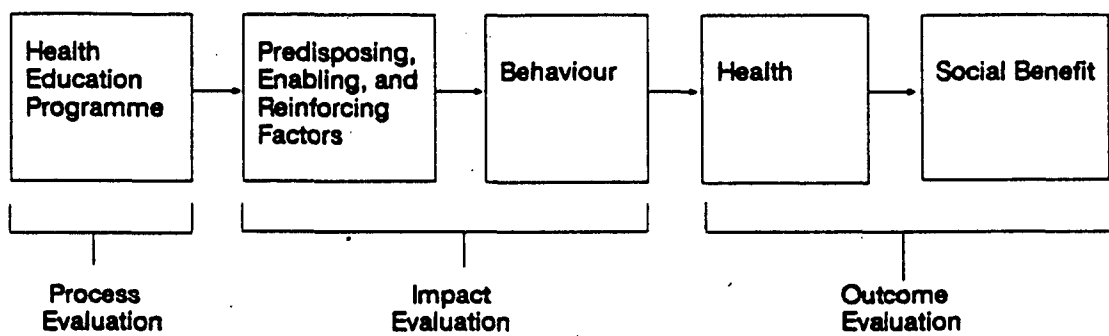 Health
Education
Programme
Predisposing,
Enabling, and
Reinforcing
Factors
Behaviour
Health
Social Benefit
Process
Evaluation
Impact
Evaluation
Outcome
Evaluation